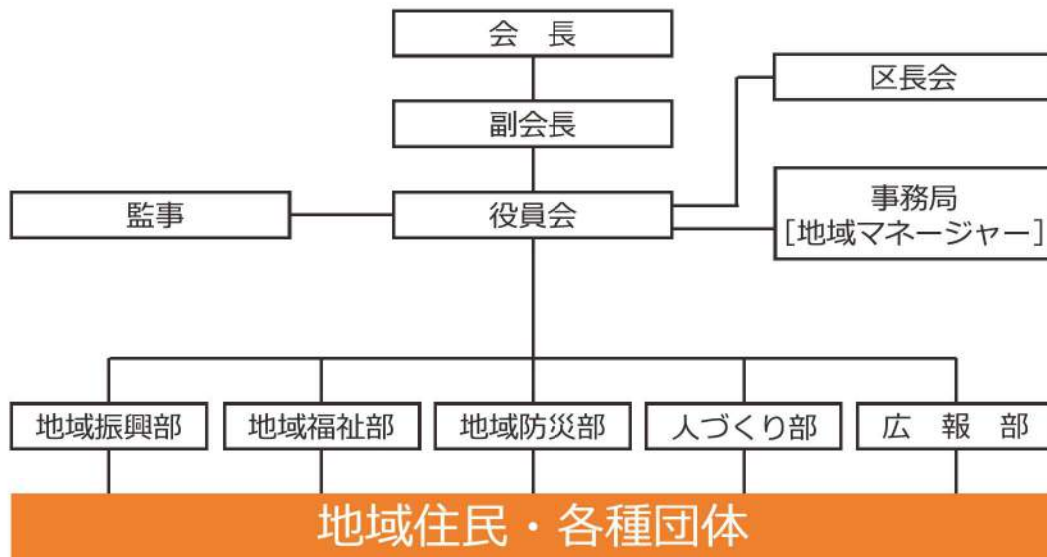 会　長
副会長
区長会
監事
役員会
事務局
[地域マネージャー]
地域振興部
地域福祉部
地域防災部
人づくり部
広　報　部
地域住民・各種団体